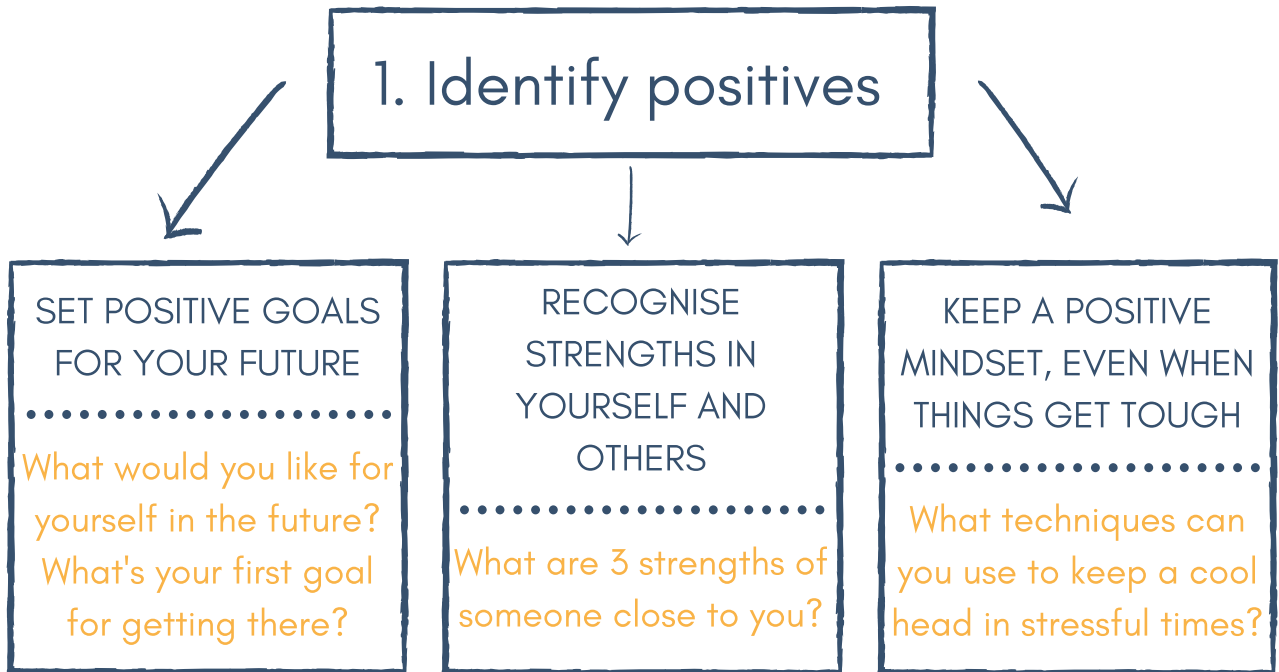 1. Identify positives
SET POSITIVE GOALS
FOR YOUR FUTURE
What would you like for
yourself in the future?
What's your first goal
for getting there?
RECOGNISE
STRENGTHS IN
YOURSELF AND
OTHERS
What are 3 strengths of
someone close to you?
KEEP A POSITIVE
MINDSET, EVEN WHEN
THINGS GET TOUGH
What techniques can
you use to keep a cool
head in stressful times?